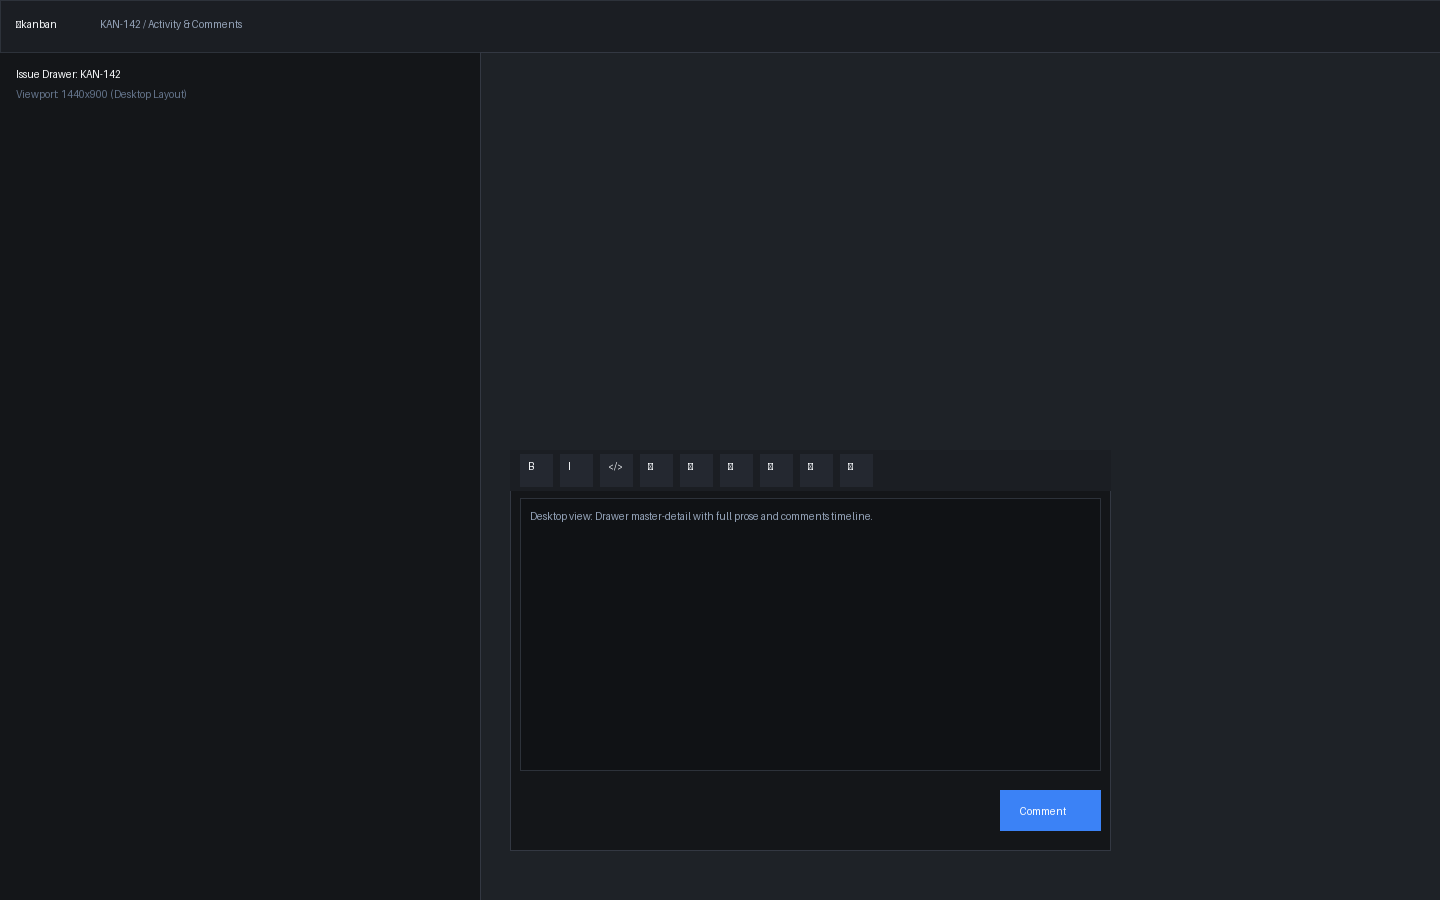 kanban
KAN-142 / Activity & Comments
Issue Drawer: KAN-142
Viewport: 1440x900 (Desktop Layout)
B I </>
Desktop view: Drawer master-detail with full prose and comments timeline.
Comment